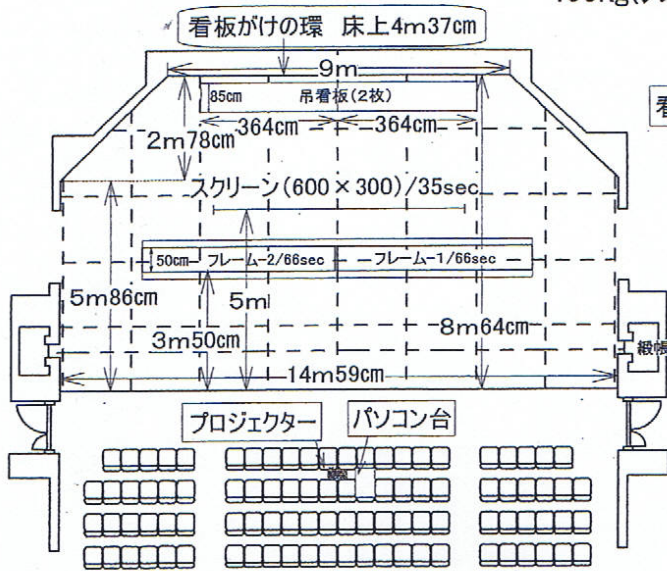 看板がけの環 床上4m37cm
9m
85cm
吊看板(2枚)
364cm
364cm
2m78cm
看
スクリーン(600×300)/35sec
50cm
フレーム-2/66sec
フレーム-1/66sec
5m86cm
5m
3m50cm
8m64cm
緞帳
14m59cm
プロジェクター
パソコン台